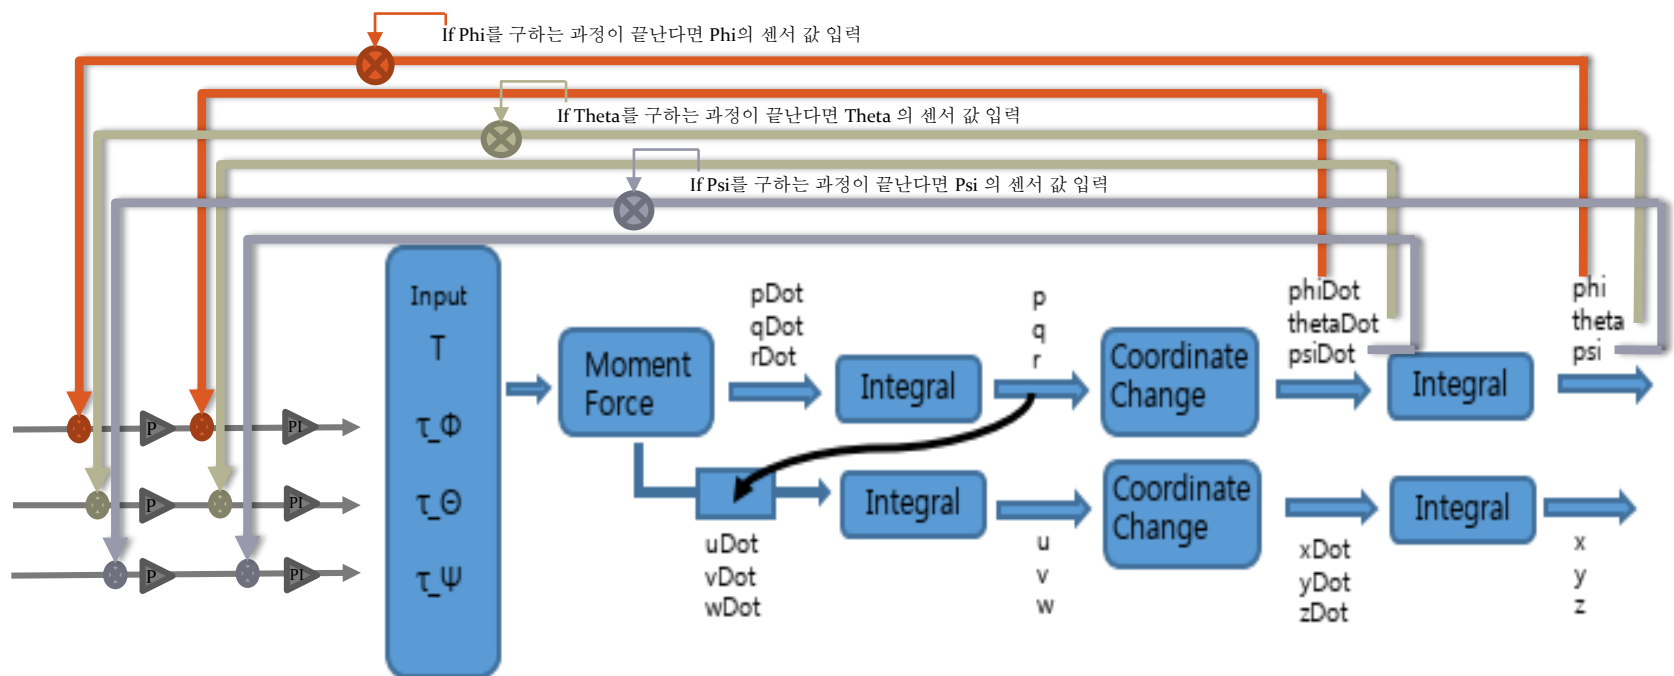 If Phi를 구하는 과정이 끝난다면 Phi의 센서 값 입력
If Theta를 구하는 과정이 끝난다면 Theta 의 센서 값 입력
If Psi를 구하는 과정이 끝난다면 Psi 의 센서 값 입력
P
PI
P
PI
P
PI
Input
T
τ_Φ
τ_Θ
τ_Ψ
Moment
Force
pDot
qDot
rDot
Integral
p
q
r
Coordinate
Change
phiDot
thetaDot
psiDot
Integral
phi
theta
psi
uDot
vDot
wDot
Integral
u
v
w
Coordinate
Change
xDot
yDot
zDot
Integral
x
y
z